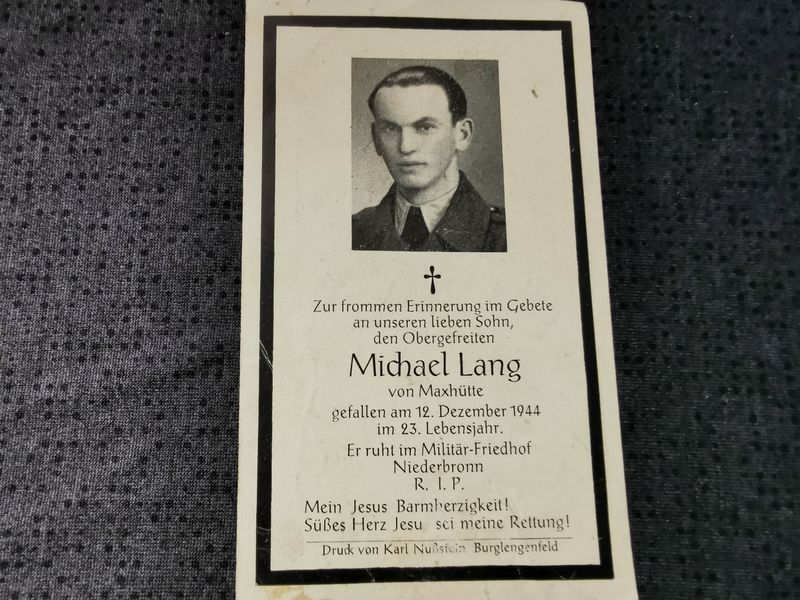 Zur frommen Erinnerung im Gebete
an unseren lieben Sohn,
den Obergefreiten
Michael Lang
von Maxhütte
gefallen am 12. Dezember 1944
im 23. Lebensjahr.
Er ruht im Militär-Friedhof
Niederbronn
R. I. P.
Mein Jesus Barmherzigkeit!
Süßes Herz Jesu sei meine Rettung!
Druck von Karl Nußstein Burglengenfeld